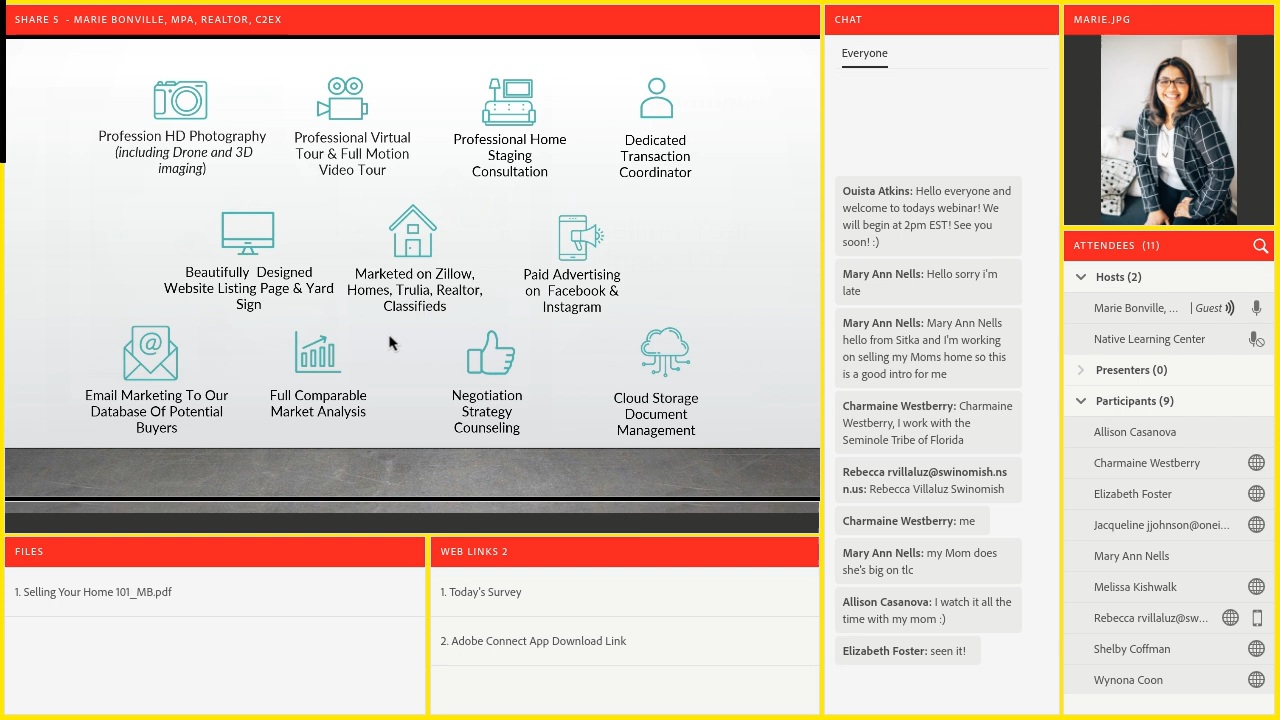 SHARE 5 - MARIE BONVILLE, MPA, REALTOR, C2EX
Profession HD Photography
(including Drone and 3D
imaging)
Professional Virtual
Tour & Full Motion
Video Tour
Professional Home
Staging
Consultation
Dedicated
Transaction
Coordinator
Beautifully Designed
Website Listing Page & Yard
Sign
Marketed on Zillow,
Homes, Trulia, Realtor,
Classifieds
Paid Advertising
on Facebook &
Instagram
@
Email Marketing To Our
Database Of Potential
Buyers
Full Comparable
Market Analysis
Negotiation
Strategy
Counseling
Cloud Storage
Document
Management
FILES
1. Selling Your Home 101_MB.pdf
WEB LINKS 2
1. Today's Survey
2. Adobe Connect App Download Link
CHAT
Everyone
Ouista Atkins: Hello everyone and
welcome to todays webinar! We
will begin at 2pm EST! See you
soon! :)
Mary Ann Nells: Hello sorry i'm
late
Mary Ann Nells: Mary Ann Nells
hello from Sitka and I'm working
on selling my Moms home so this
is a good intro for me
Charmaine Westberry: Charmaine
Westberry, I work with the
Seminole Tribe of Florida
Rebecca rvillaluz@swinomish.ns
n.us: Rebecca Villaluz Swinomish
Charmaine Westberry: me
Mary Ann Nells: my Mom does
she's big on tlc
Allison Casanova: I watch it all the
time with my mom :)
Elizabeth Foster: seen it!
MARIE.JPG
ATTENDEES (11)
Hosts (2)
Marie Bonville, ... | Guest
Native Learning Center
Presenters (0)
Participants (9)
Allison Casanova
Charmaine Westberry
Elizabeth Foster
Jacqueline jjohnson@onei...
Mary Ann Nells
Melissa Kishwalk
Rebecca rvillaluz@sw...
Shelby Coffman
Wynona Coon